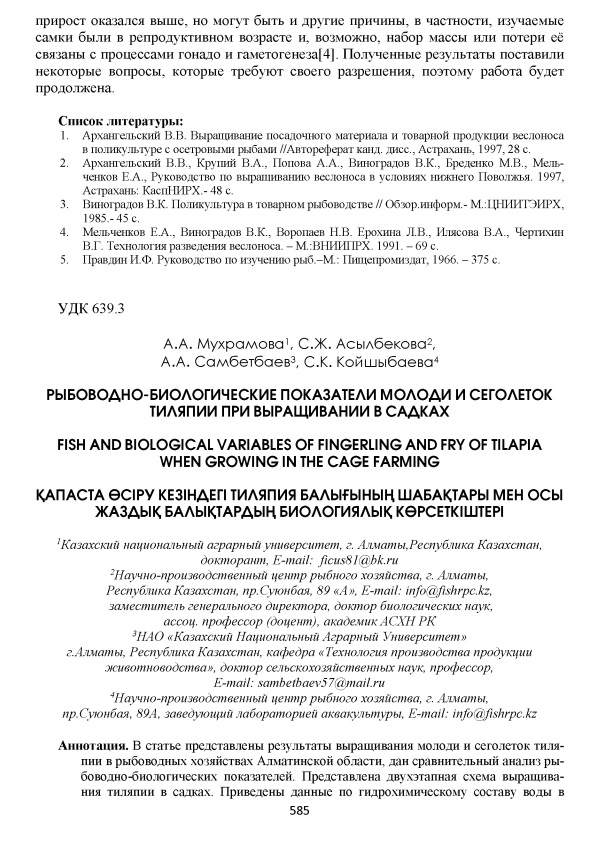 прирост оказался выше, но могут быть и другие причины, в частности, изучаемые
самки были в репродуктивном возрасте и, возможно, набор массы или потери её
связаны с процессами гонадо и гаметогенеза[4]. Полученные результаты поставили
некоторые вопросы, которые требуют своего разрешения, поэтому работа будет
продолжена.
Список литературы:
1. Архангельский В.В. Выращивание посадочного материала и товарной продукции веслоноса
в поликультуре с осетровыми рыбами //Автореферат канд. дисс., Астрахань, 1997, 28 с.
2. Архангельский В.В., Крупий В.А., Попова А.А., Виноградов В.К., Бреденко М.В., Мель-
ченков Е.А., Руководство по выращиванию веслоноса в условиях нижнего Поволжья. 1997,
Астрахань: КаспНИРХ.- 48 с.
3. Виноградов В.К. Поликультура в товарном рыбоводстве // Обзор.информ.- М.:ЦНИИТЭИРХ,
1985.- 45 с.
4. Мельченков Е.А., Виноградов В.К., Воропаев Н.В. Ерохина Л.В., Илясова В.А., Чертихин
В.Г. Технология разведения веслоноса. – М.:ВНИИПРХ. 1991. – 69 с.
5. Правдин И.Ф. Руководство по изучению рыб.–М.: Пищепромиздат, 1966. – 375 с.
УДК 639.3
А.А. Мухрамова¹, С.Ж. Асылбекова²,
А.А. Самбетбаев³, С.К. Койшыбаева⁴
РЫБОВОДНО-БИОЛОГИЧЕСКИЕ ПОКАЗАТЕЛИ МОЛОДИ И СЕГОЛЕТОК
ТИЛЯПИИ ПРИ ВЫРАЩИВАНИИ В САДКАХ
FISH AND BIOLOGICAL VARIABLES OF FINGERLING AND FRY OF TILAPIA
WHEN GROWING IN THE CAGE FARMING
ҚАПАСТА ӨСІРУ КЕЗІНДЕГІ ТИЛЯПИЯ БАЛЫҒЫНЫҢ ШАБАҚТАРЫ МЕН ОСЫ
ЖАЗДЫҚ БАЛЫҚТАРДЫҢ БИОЛОГИЯЛЫҚ КӨРСЕТКІШТЕРІ
¹Казахский национальный аграрный университет, г. Алматы,Республика Казахстан,
докторант, E-mail: ficus81@bk.ru
²Научно-производственный центр рыбного хозяйства, г. Алматы,
Республика Казахстан, пр.Суюнбая, 89 «А», E-mail: info@fishrpc.kz,
заместитель генерального директора, доктор биологических наук,
ассоц. профессор (доцент), академик АСХН РК
³НАО «Казахский Национальный Аграрный Университет»
г.Алматы, Республика Казахстан, кафедра «Технология производства продукции
животноводства», доктор сельскохозяйственных наук, профессор,
E-mail: sambetbaev57@mail.ru
⁴Научно-производственный центр рыбного хозяйства, г. Алматы,
пр.Суюнбая, 89А, заведующий лабораторией аквакультуры, E-mail: info@fishrpc.kz
Аннотация. В статье представлены результаты выращивания молоди и сеголеток тиля-
пии в рыбоводных хозяйствах Алматинской области, дан сравнительный анализ ры-
боводно-биологических показателей. Представлена двухэтапная схема выращива-
ния тиляпии в садках. Приведены данные по гидрохимическому составу воды в
585